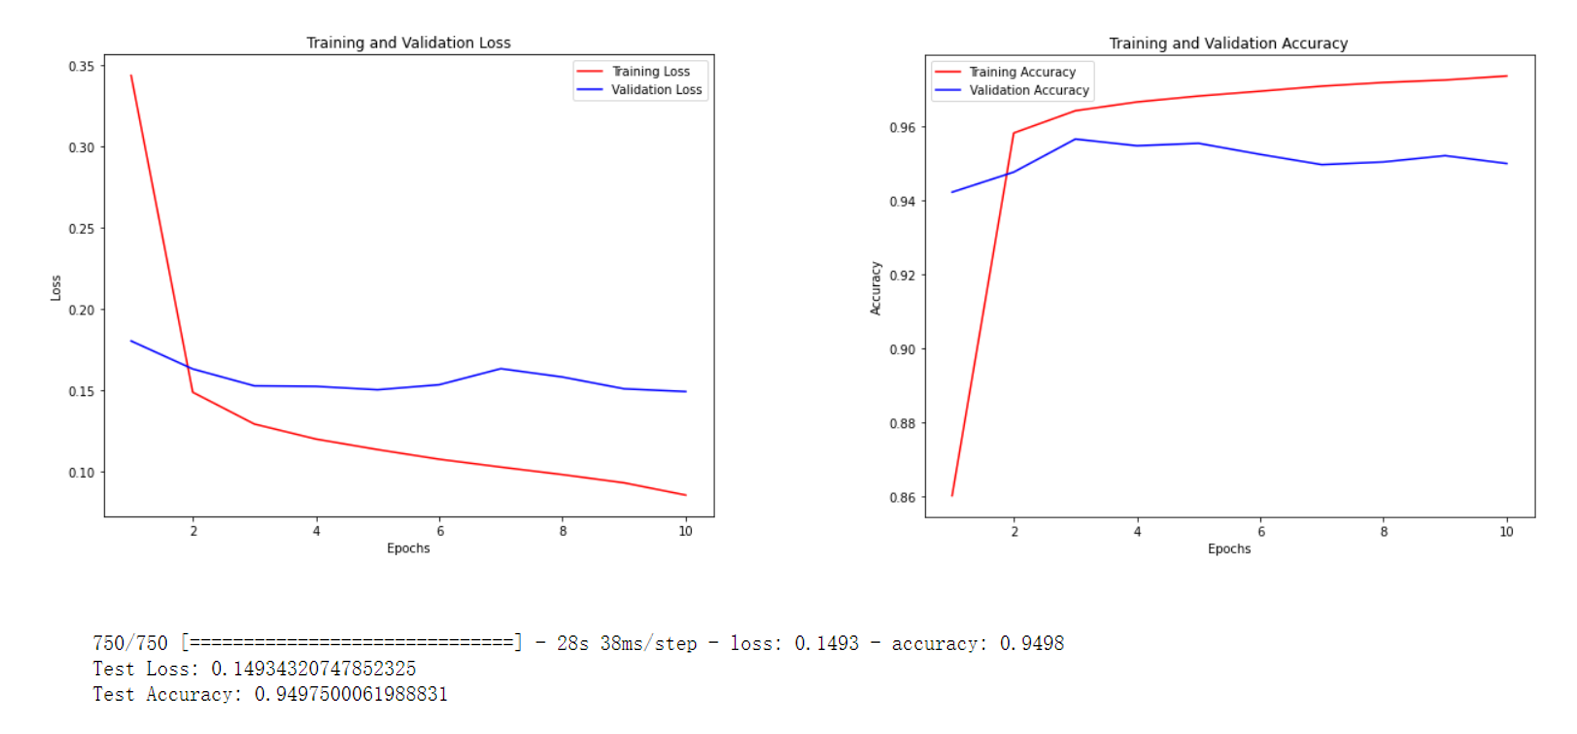 Training and Validation Loss
Training Loss
Validation Loss
0.35
0.30
0.25
0.20
0.15
0.10
Loss
2
4
6
8
10
Epochs
Training and Validation Accuracy
Training Accuracy
Validation Accuracy
0.96
0.94
0.92
0.90
0.88
0.86
Accuracy
2
4
6
8
10
Epochs
750/750 [==============================] - 28s 38ms/step - loss: 0.1493 - accuracy: 0.9498
Test Loss: 0.14934320747852325
Test Accuracy: 0.9497500061988831